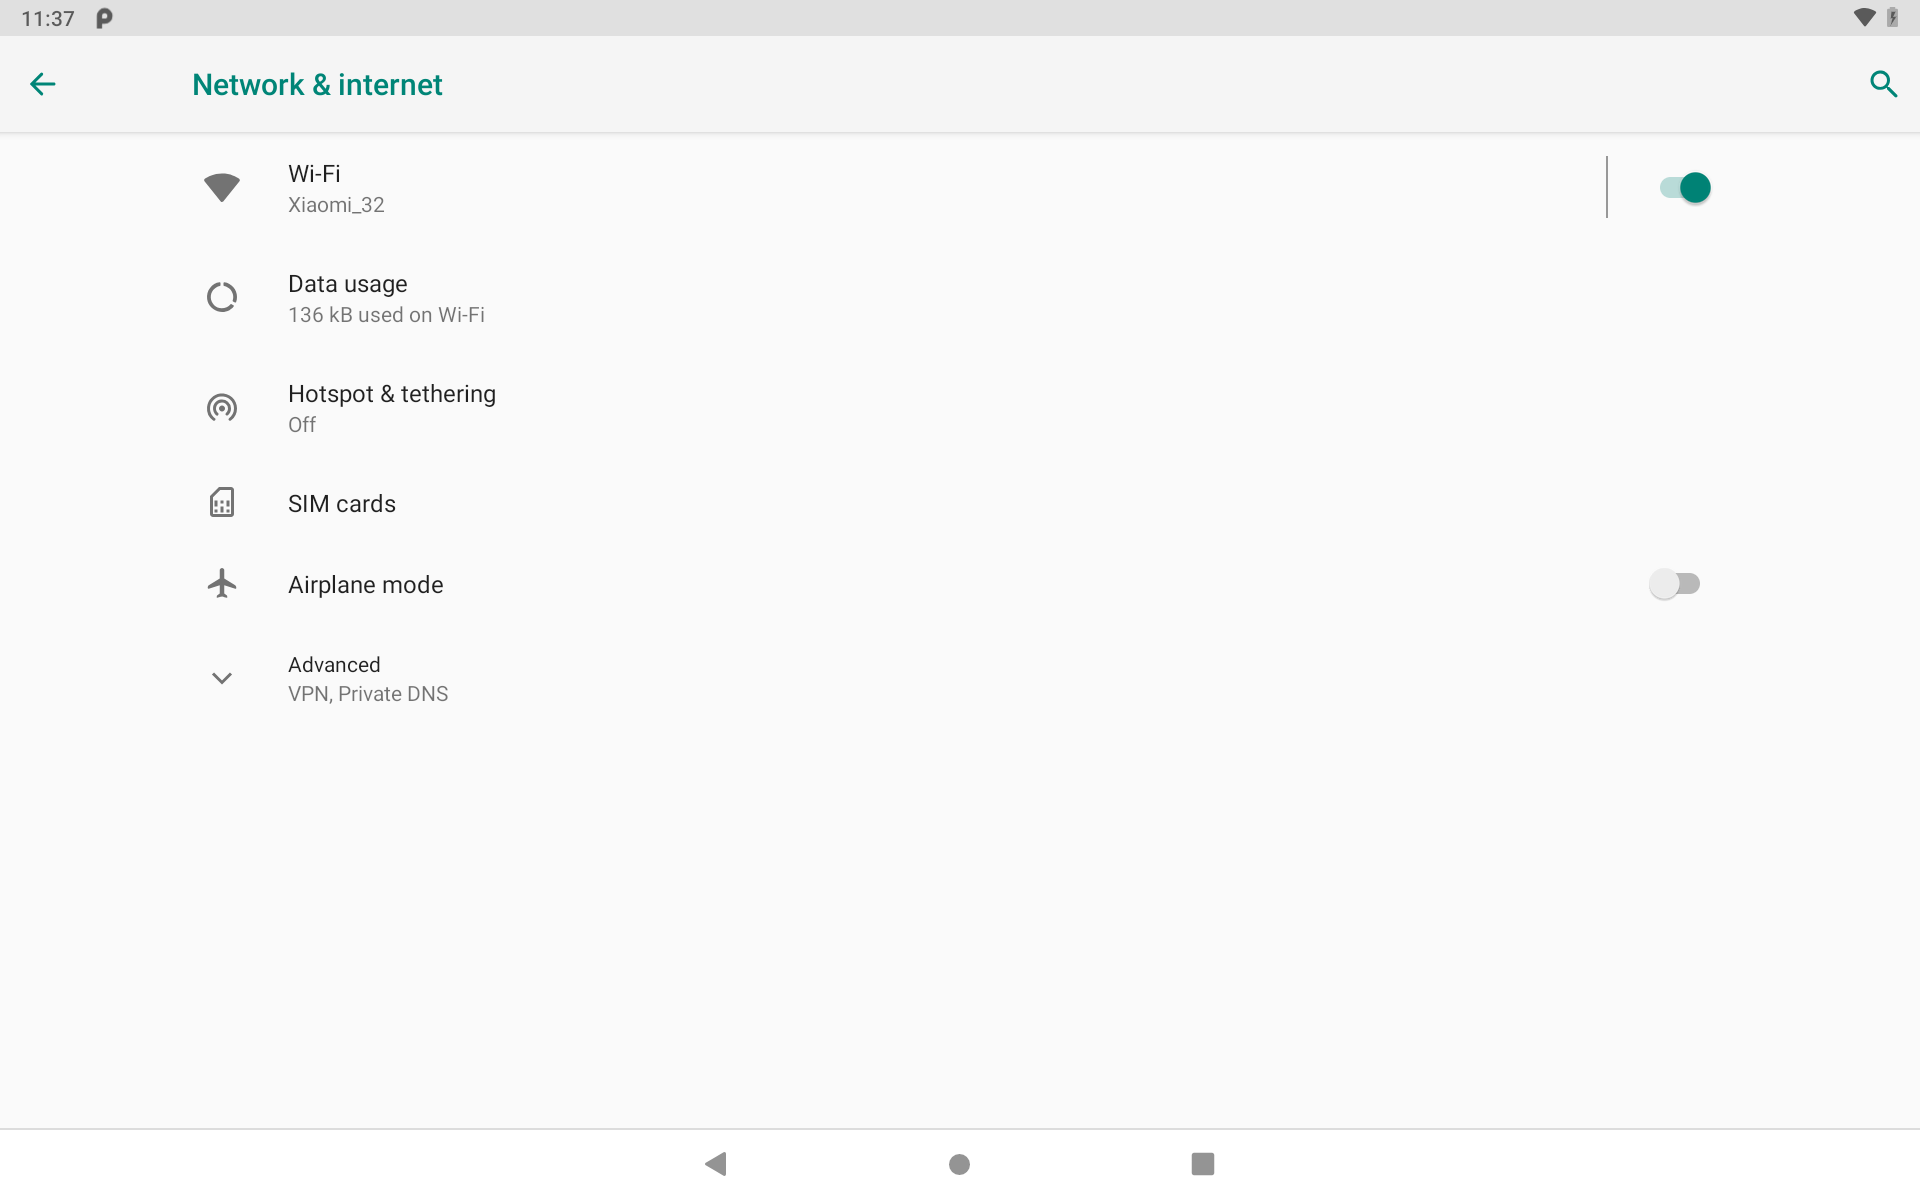 11:37
Network & internet
Wi-Fi
Xiaomi_32
Data usage
136 kB used on Wi-Fi
Hotspot & tethering
Off
SIM cards
Airplane mode
Advanced
VPN, Private DNS